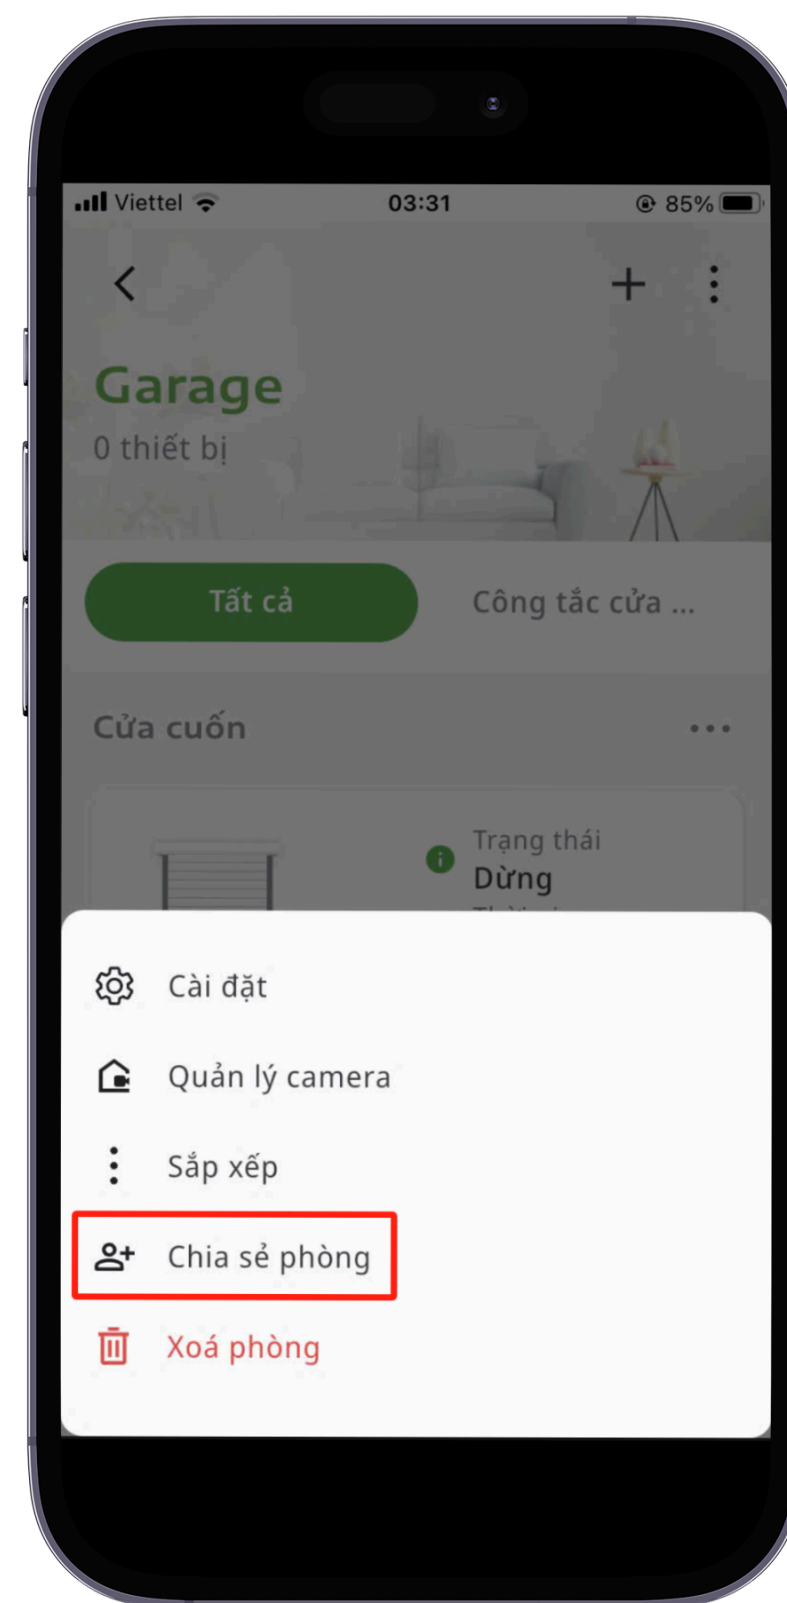 Viettel 03:31 85%
Garage
0 thiết bị
Tất cả Công tắc cửa ...
Cửa cuốn
Trạng thái
Dừng
Cài đặt
Quản lý camera
Sắp xếp
Chia sẻ phòng
Xoá phòng